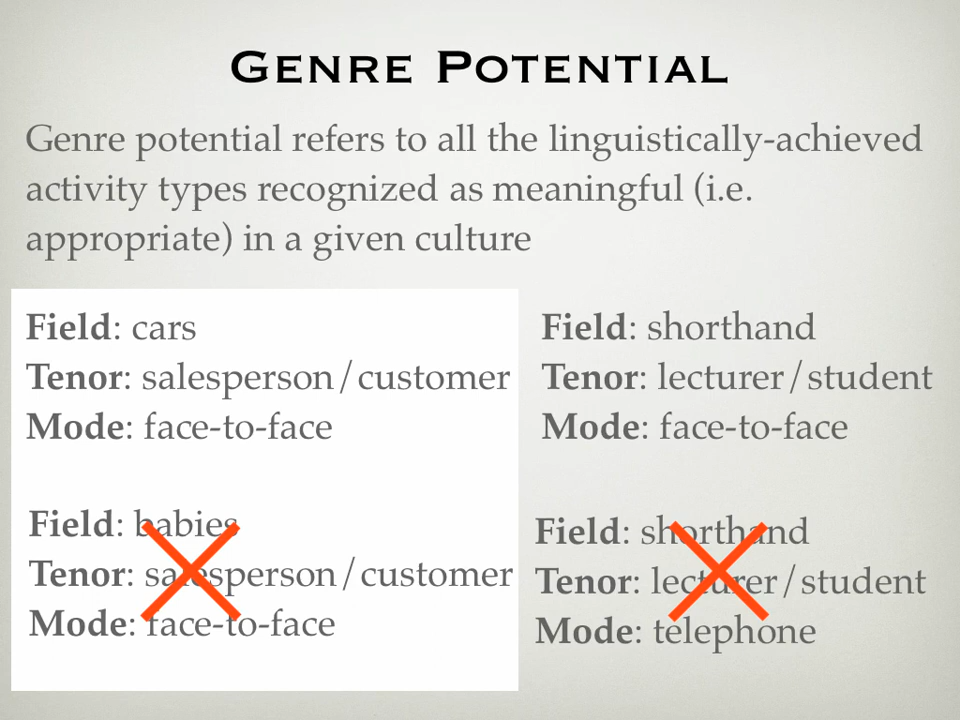 Genre Potential
Genre potential refers to all the linguistically-achieved
activity types recognized as meaningful (i.e.
appropriate) in a given culture
Field: cars
Tenor: salesperson/customer
Mode: face-to-face
Field: shorthand
Tenor: lecturer/student
Mode: face-to-face
Field: babies
Tenor: salesperson/customer
Mode: face-to-face
Field: shorthand
Tenor: lecturer/student
Mode: telephone